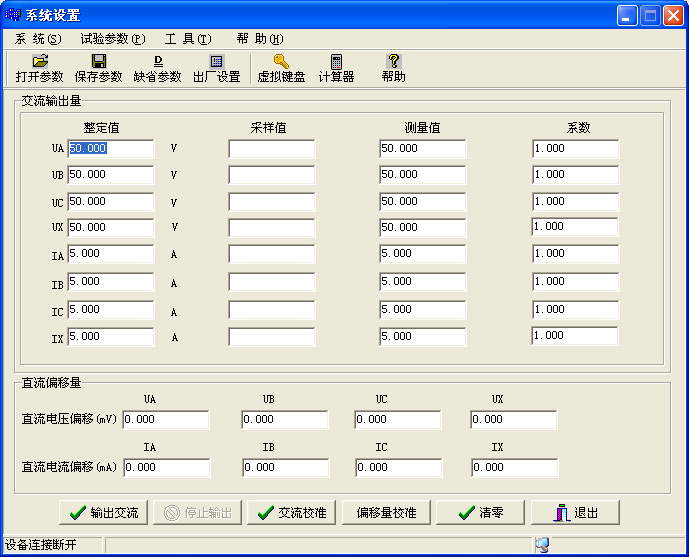 系统设置
系 统(S) 试验参数(P) 工 具(T) 帮 助(H)
打开参数 保存参数 缺省参数 出厂设置 虚拟键盘 计算器 帮助
交流输出量
整定值 采样值 测量值 系数
UA 50.000 V 50.000 1.000
UB 50.000 V 50.000 1.000
UC 50.000 V 50.000 1.000
UX 50.000 V 50.000 1.000
IA 5.000 A 5.000 1.000
IB 5.000 A 5.000 1.000
IC 5.000 A 5.000 1.000
IX 5.000 A 5.000 1.000
直流偏移量
UA UB UC UX
直流电压偏移(mV) 0.000 0.000 0.000 0.000
IA IB IC IX
直流电流偏移(mA) 0.000 0.000 0.000 0.000
输出交流 停止输出 交流校准 偏移量校准 清零 退出
设备连接断开